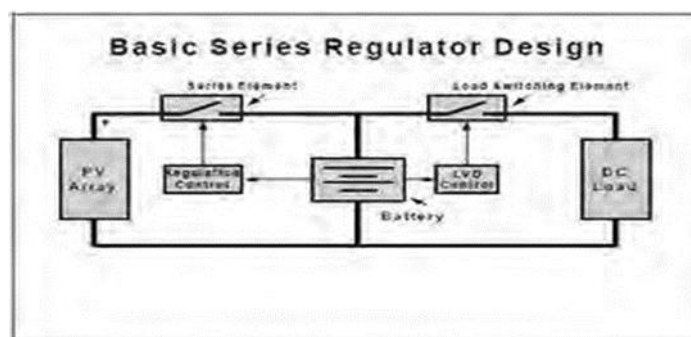 Basic Series Regulator Design
Series Element
Load Switching Element
PV
Array
Regulation
Control
LVD
Control
DC
Load
Battery